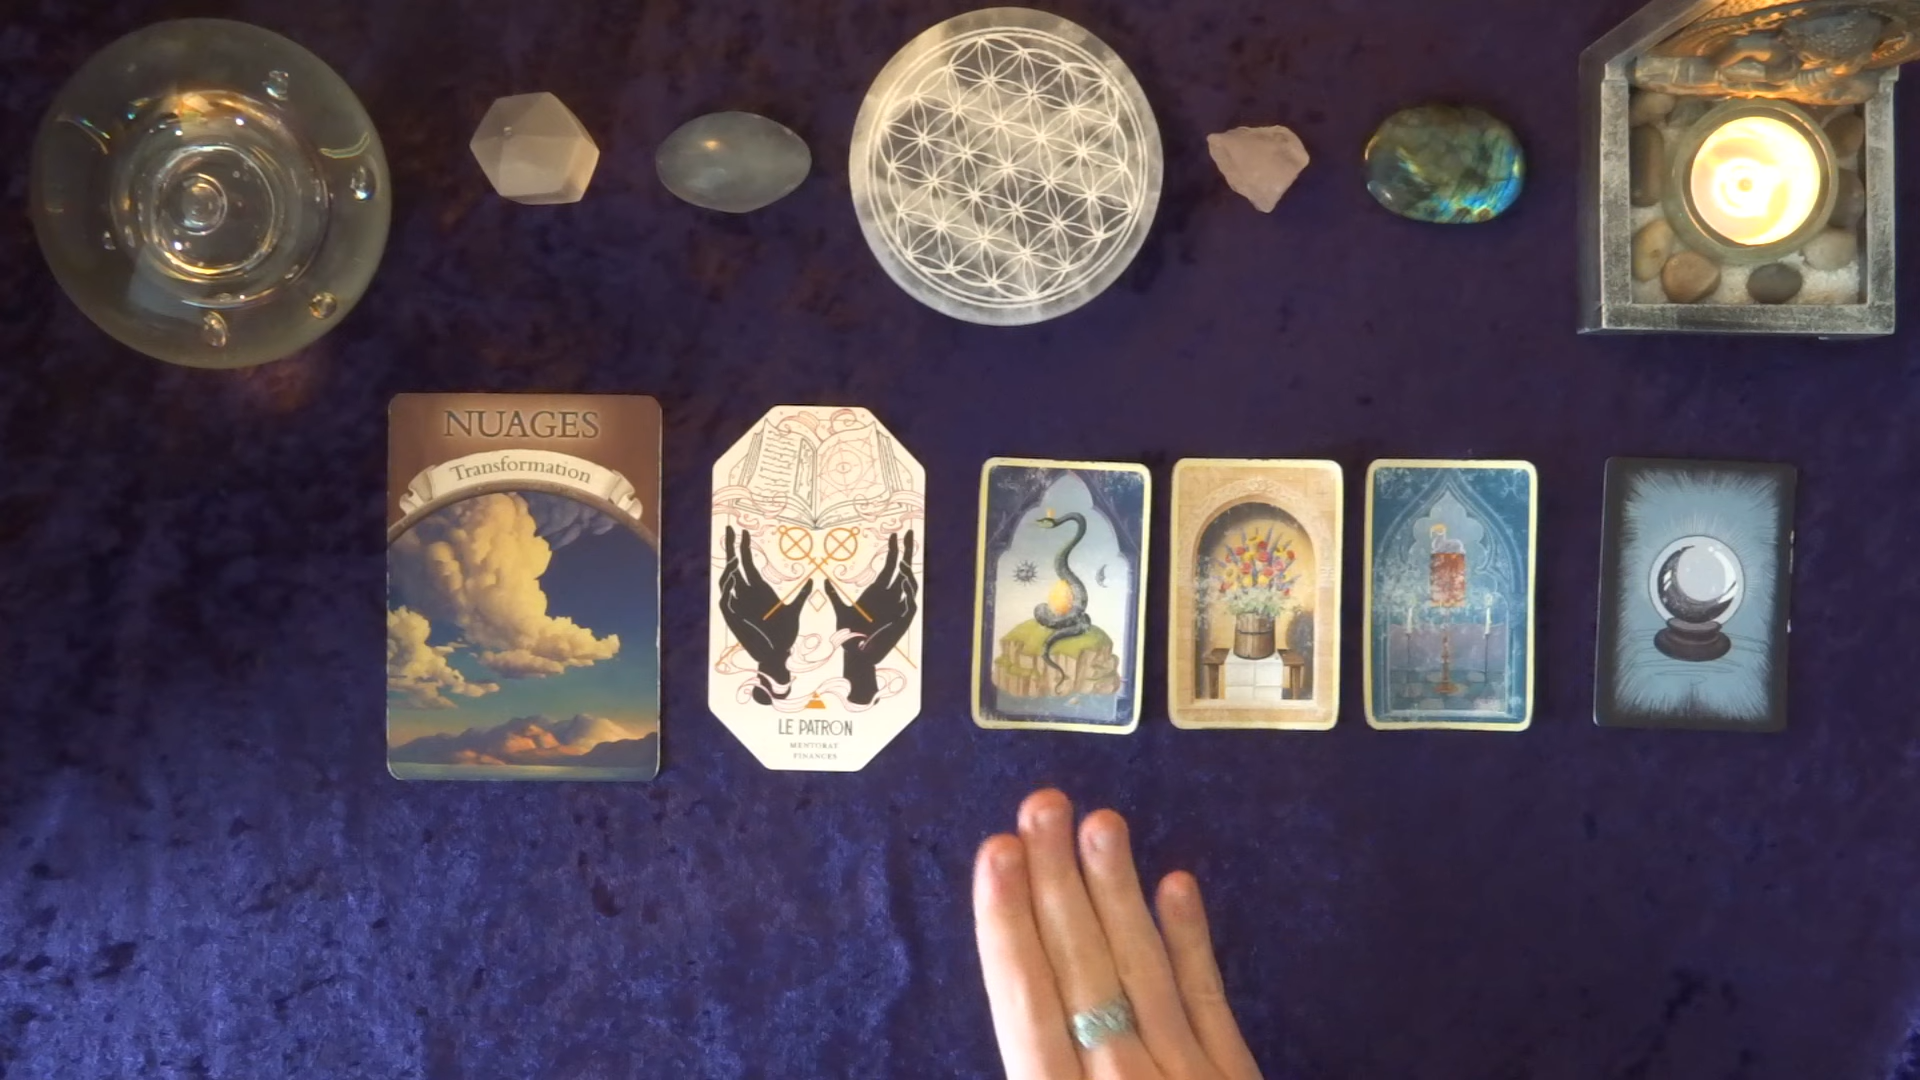 NUAGES
Transformation
LE PATRON
MENTORAT
FINANCES